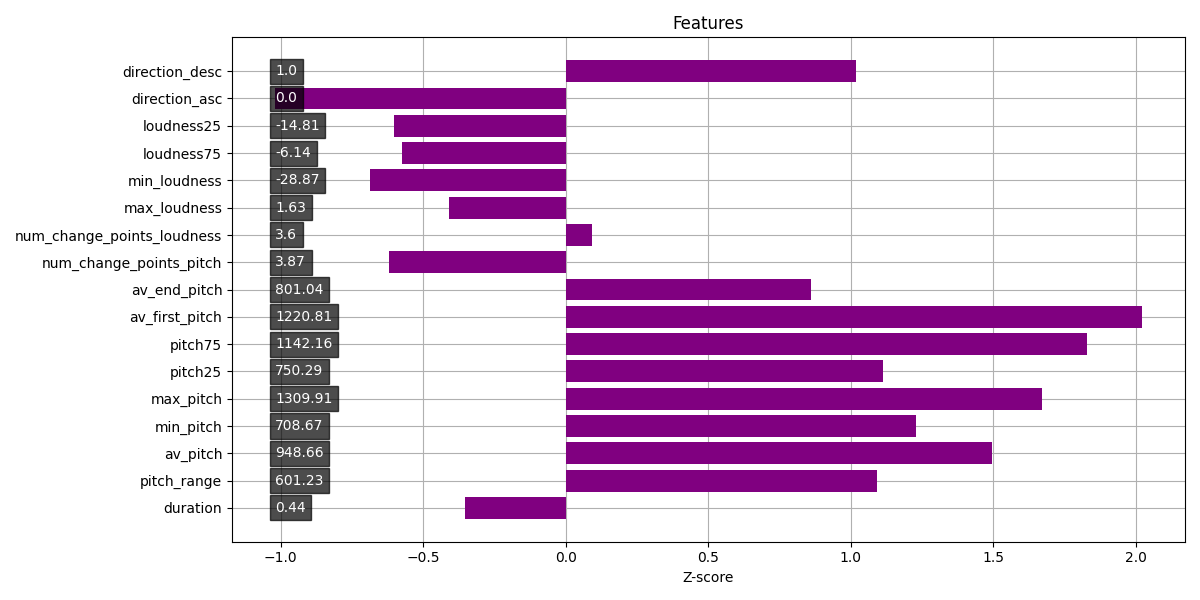 Features
direction_desc 1.0
direction_asc 0.0
loudness25 -14.81
loudness75 -6.14
min_loudness -28.87
max_loudness 1.63
num_change_points_loudness 3.6
num_change_points_pitch 3.87
av_end_pitch 801.04
av_first_pitch 1220.81
pitch75 1142.16
pitch25 750.29
max_pitch 1309.91
min_pitch 708.67
av_pitch 948.66
pitch_range 601.23
duration 0.44
−1.0 −0.5 0.0 0.5 1.0 1.5 2.0
Z-score